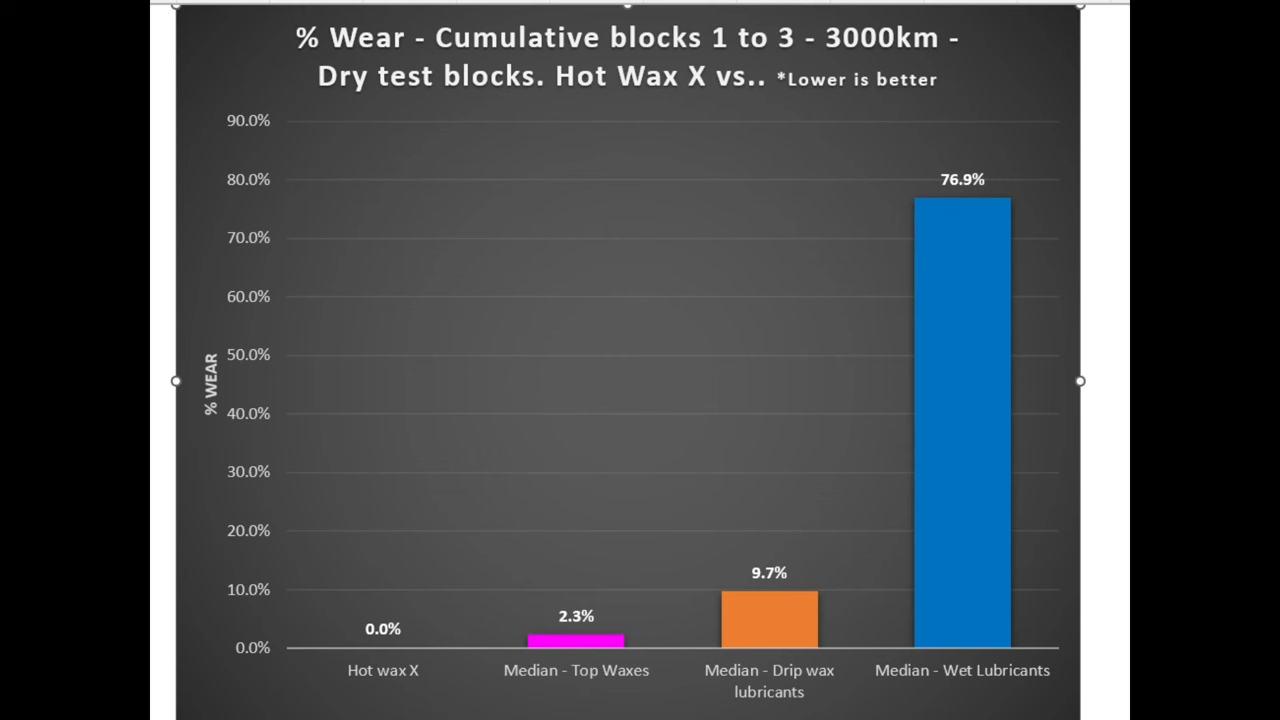 % Wear - Cumulative blocks 1 to 3 - 3000km -
Dry test blocks. Hot Wax X vs.. *Lower is better
90.0%
80.0%
70.0%
60.0%
50.0%
40.0%
30.0%
20.0%
10.0%
0.0%
% WEAR
0.0%
2.3%
9.7%
76.9%
Hot wax X
Median - Top Waxes
Median - Drip wax
lubricants
Median - Wet Lubricants